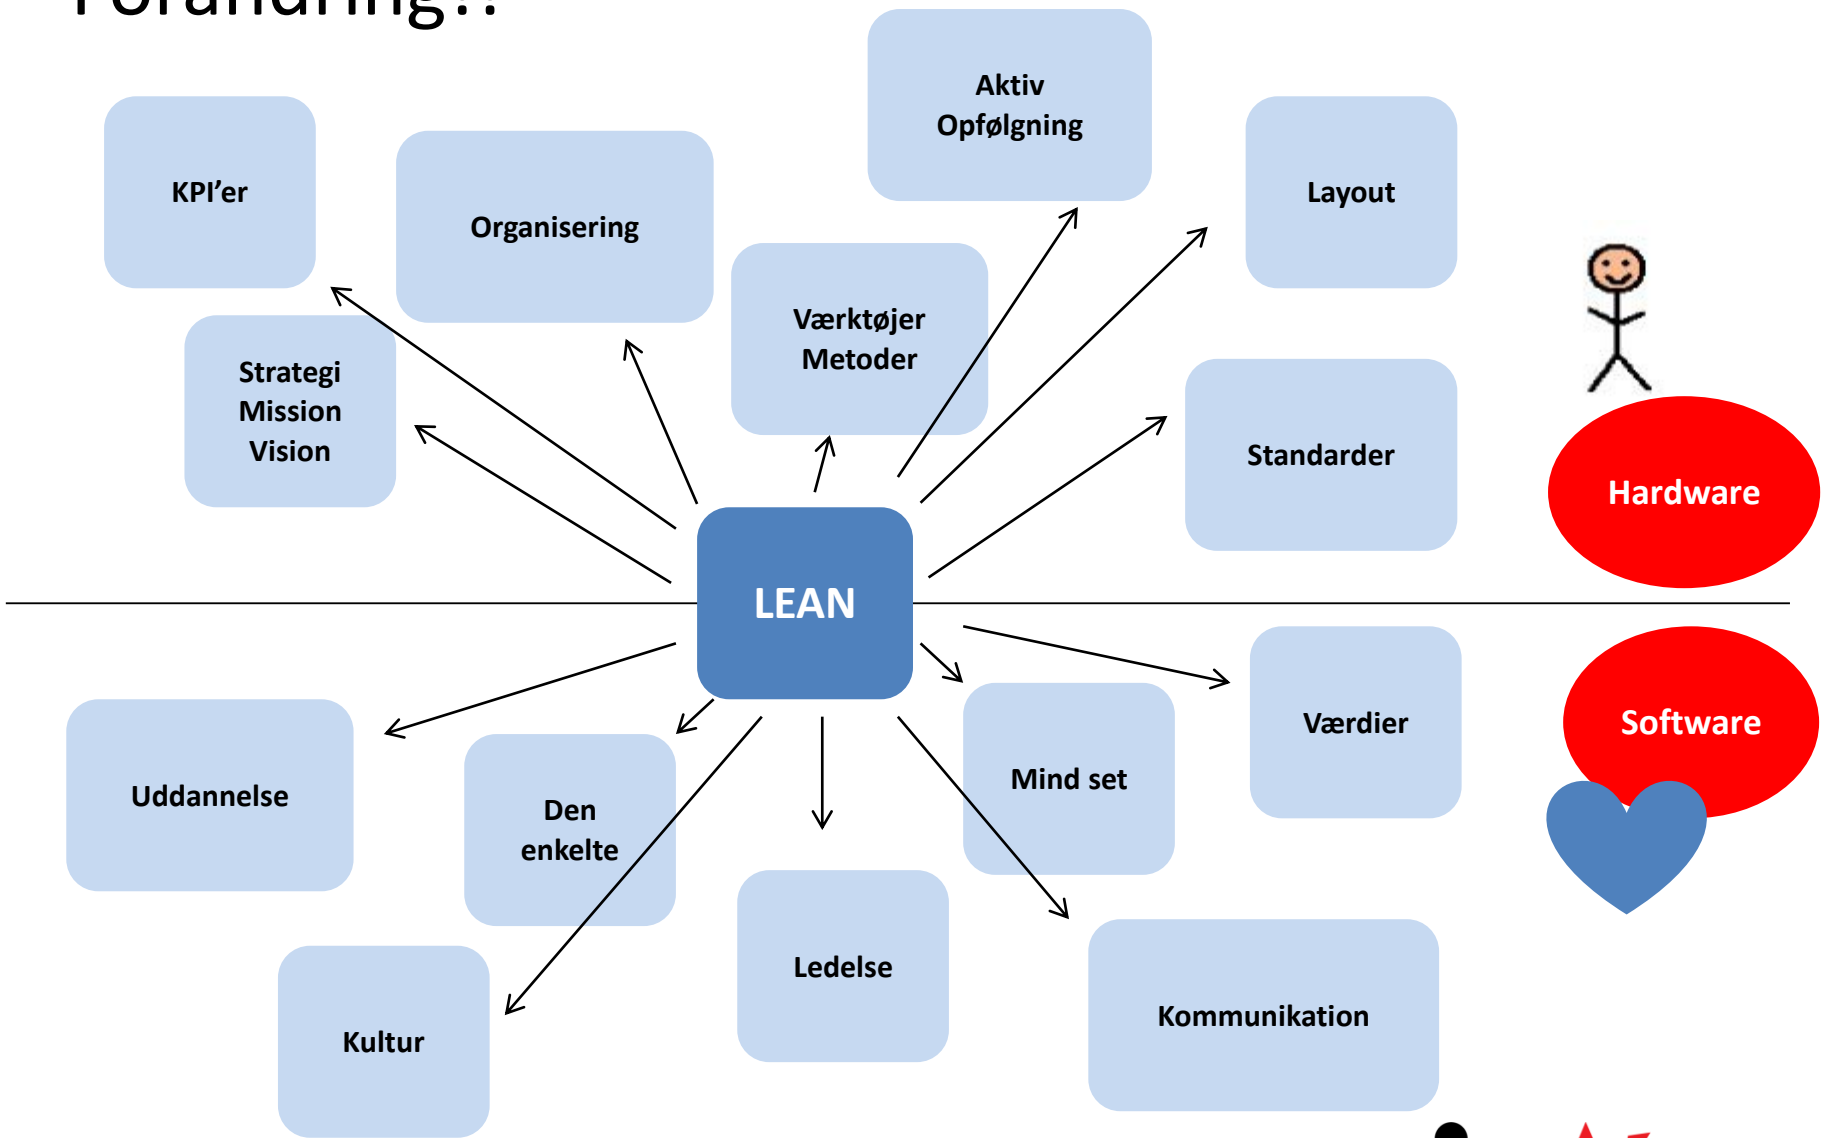 Forandring!!
Aktiv
Opfølgning
KPI’er
Layout
Organisering
Værktøjer
Metoder
Strategi
Mission
Vision
Standarder
Hardware
LEAN
Værdier
Software
Mind set
Uddannelse
Den
enkelte
Ledelse
Kommunikation
Kultur